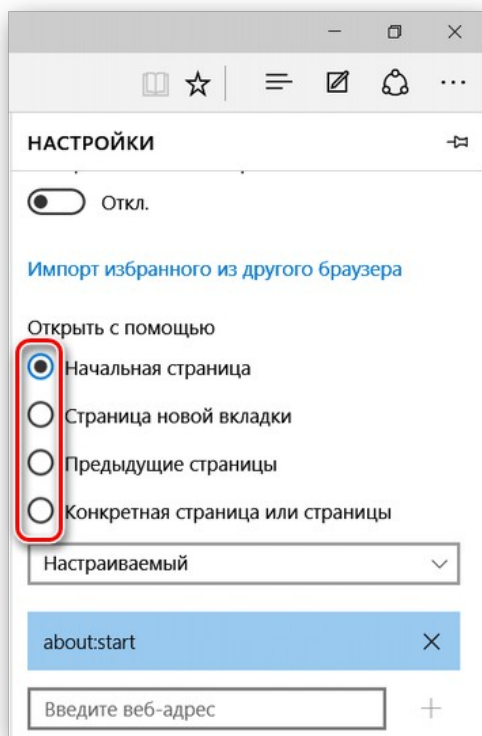 НАСТРОЙКИ
Откл.
Импорт избранного из другого браузера
Открыть с помощью
Начальная страница
Страница новой вкладки
Предыдущие страницы
Конкретная страница или страницы
Настраиваемый
about:start
Введите веб-адрес